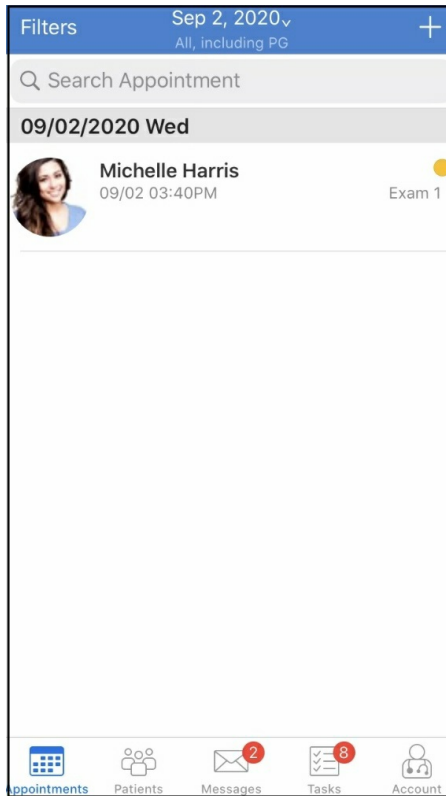 Filters
Sep 2, 2020
All, including PG
+
Search Appointment
09/02/2020 Wed
Michelle Harris
09/02 03:40PM
Exam 1
2
8
Appointments
Patients
Messages
Tasks
Account